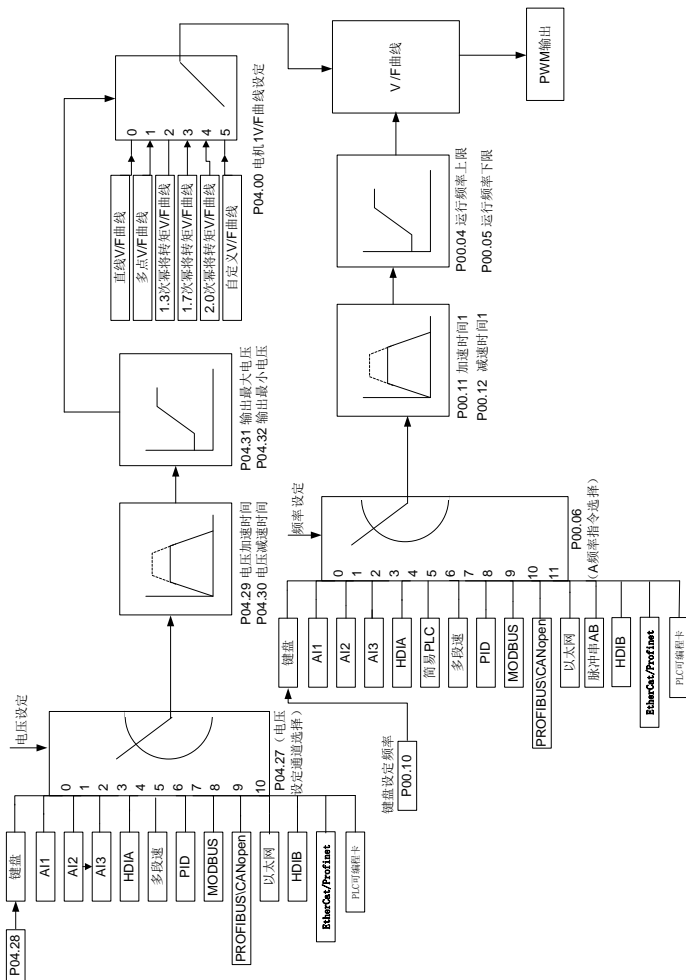 P04.28
键盘
AI1
AI2
AI3
HDIA
多段速
PID
MODBUS
PROFIBUS\CANopen
以太网
HDIB
EtherCat/Profinet
PLC可编程卡
电压设定
0
1
2
3
4
5
6
7
8
9
10
P04.27（电压
设定通道选择）
P04.29 电压加速时间
P04.30 电压减速时间
P04.31 输出最大电压
P04.32 输出最小电压
直线V/F曲线
多点V/F曲线
1.3次幂将转矩V/F曲线
1.7次幂将转矩V/F曲线
2.0次幂将转矩V/F曲线
自定义V/F曲线
0
1
2
3
4
5
P04.00 电机1V/F曲线设定
键盘设定频率
P00.10
键盘
AI1
AI2
AI3
HDIA
简易PLC
多段速
PID
MODBUS
PROFIBUS\CANopen
以太网
脉冲串AB
HDIB
EtherCat/Profinet
PLC可编程卡
频率设定
0
1
2
3
4
5
6
7
8
9
10
11
P00.06
（A频率指令选择）
P00.11 加速时间1
P00.12 减速时间1
P00.04 运行频率上限
P00.05 运行频率下限
V/F曲线
PWM输出